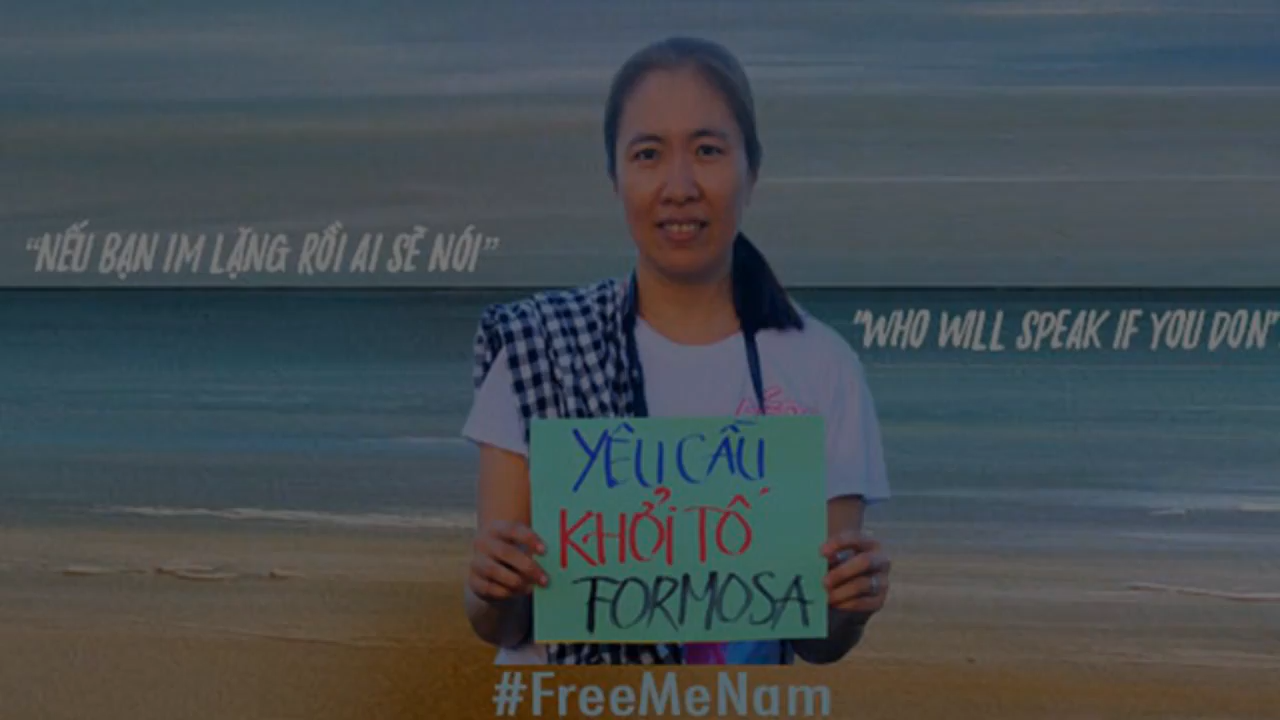 “NẾU BẠN IM LẶNG RỒI AI SẼ NÓI”
"WHO WILL SPEAK IF YOU DON"
YÊU CẦU
KHỞI TỐ
FORMOSA
#FreeMeNam